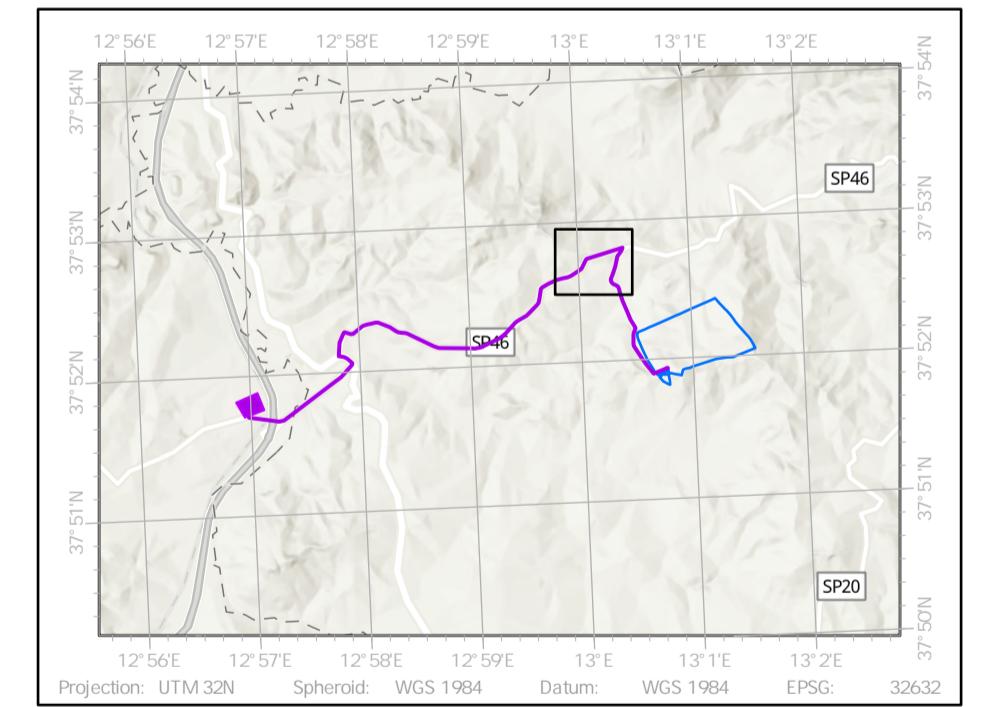 12°56'E 12°57'E 12°58'E 12°59'E 13°E 13°1'E 13°2'E
37°54'N
37°54'N
SP46
37°53'N
37°53'N
SP46
37°52'N
37°52'N
37°51'N
37°51'N
SP20
37°50'N
12°56'E 12°57'E 12°58'E 12°59'E 13°E 13°1'E 13°2'E
Projection: UTM 32N Spheroid: WGS 1984 Datum: WGS 1984 EPSG: 32632